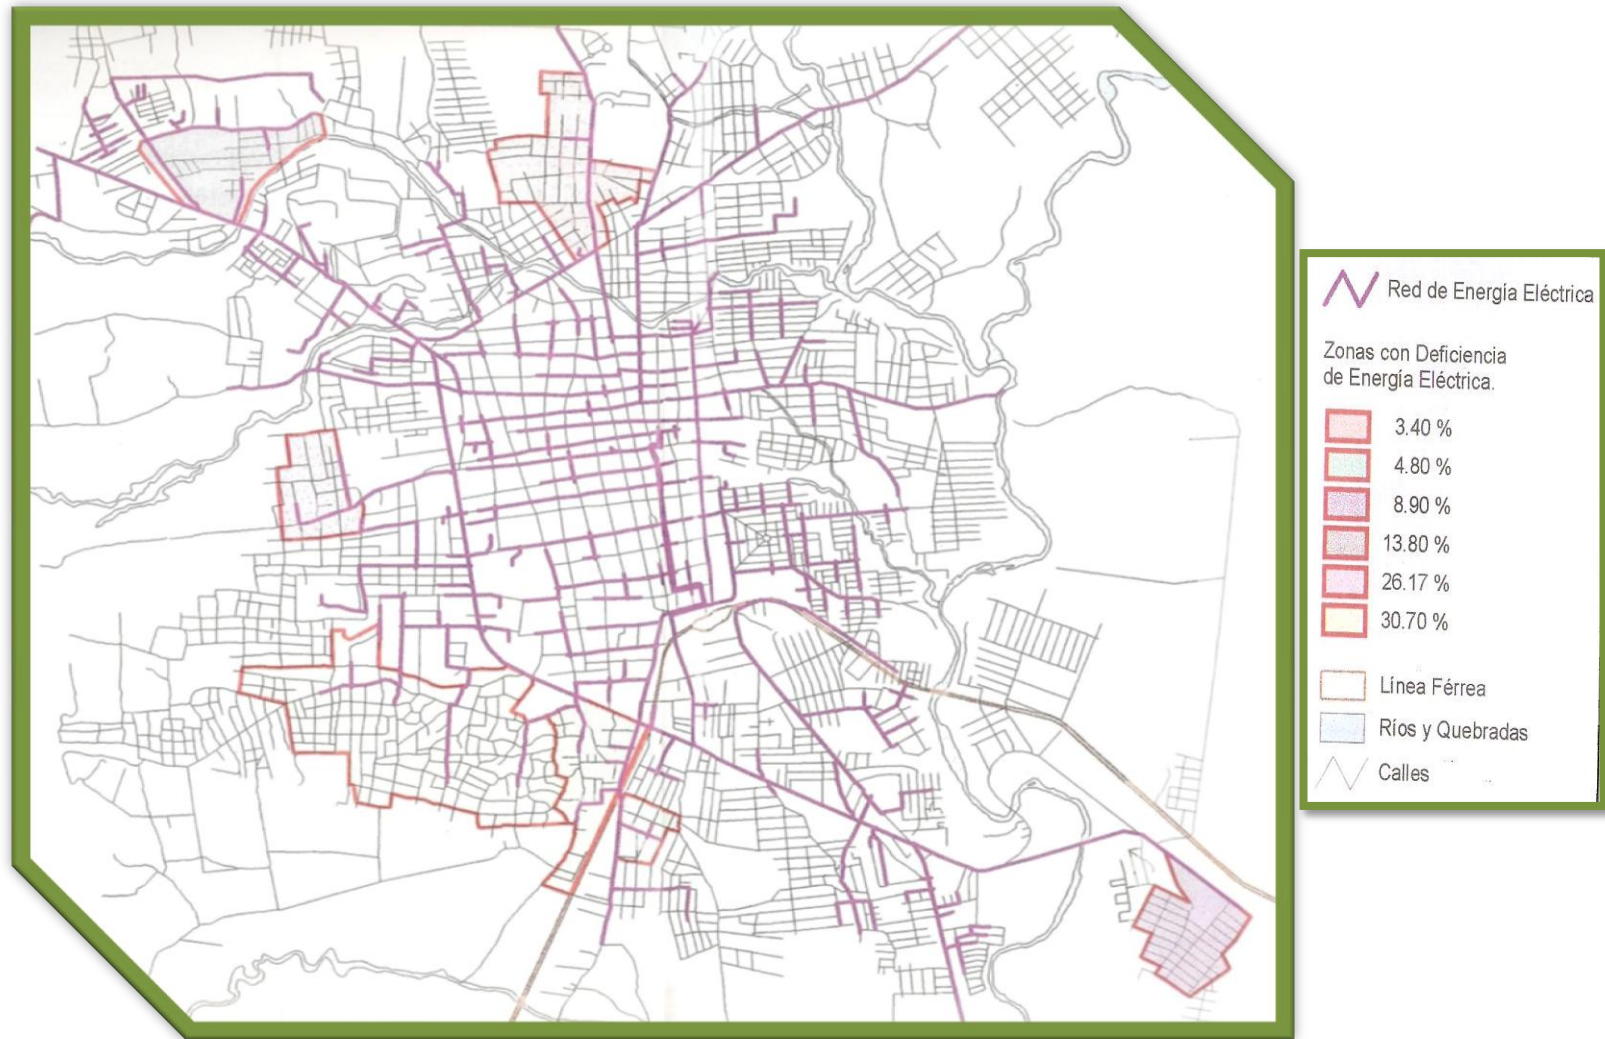 Red de Energía Eléctrica
Zonas con Deficiencia
de Energía Eléctrica.
3.40 %
4.80 %
8.90 %
13.80 %
26.17 %
30.70 %
Línea Férrea
Ríos y Quebradas
Calles